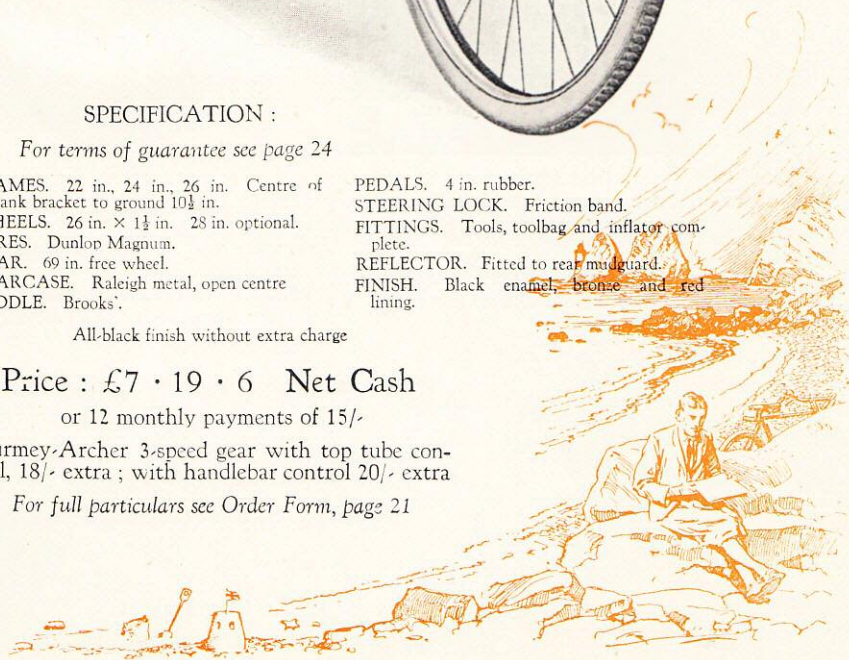 SPECIFICATION :
For terms of guarantee see page 24
AMES. 22 in., 24 in., 26 in. Centre of
ank bracket to ground 10½ in.
HEELS. 26 in. × 1½ in. 28 in. optional.
RES. Dunlop Magnum.
AR. 69 in. free wheel.
ARCASE. Raleigh metal, open centre
DDLE. Brooks'.
PEDALS. 4 in. rubber.
STEERING LOCK. Friction band.
FITTINGS. Tools, toolbag and inflator com-
plete.
REFLECTOR. Fitted to rear mudguard.
FINISH. Black enamel, bronze and red
lining.
All-black finish without extra charge
Price : £7 · 19 · 6 Net Cash
or 12 monthly payments of 15/-
urmey-Archer 3-speed gear with top tube con-
l, 18/- extra ; with handlebar control 20/- extra
For full particulars see Order Form, page 21